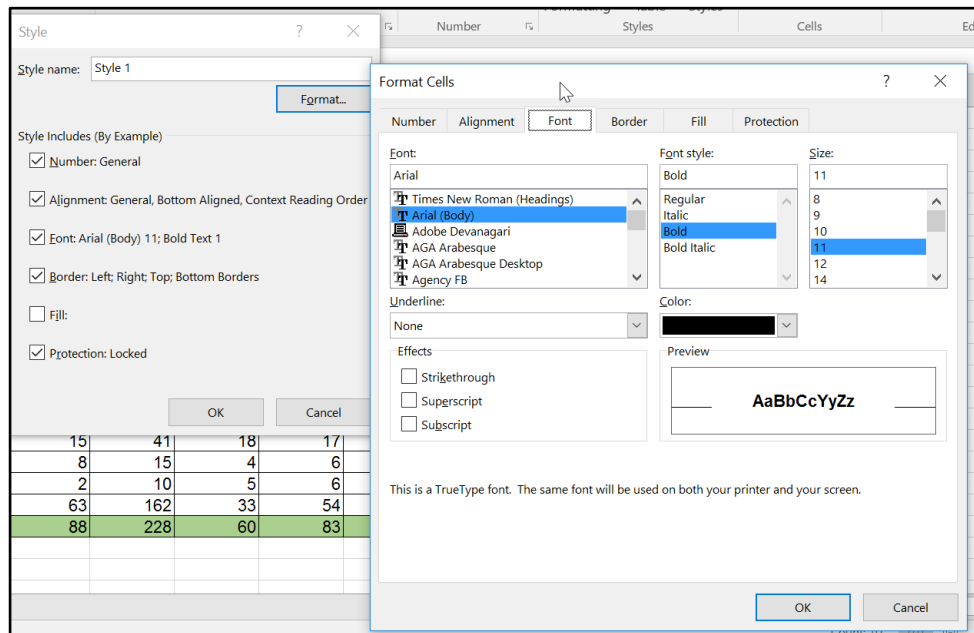 Number
Styles
Cells
Style
?
Style name:
Style 1
Format...
Style Includes (By Example)
Number: General
Alignment: General, Bottom Aligned, Context Reading Order
Font: Arial (Body) 11; Bold Text 1
Border: Left; Right; Top; Bottom Borders
Fill:
Protection: Locked
OK
Cancel
15 41 18 17
8 15 4 6
2 10 5 6
63 162 33 54
88 228 60 83
Format Cells
?
Number Alignment Font Border Fill Protection
Font: Font style: Size:
Arial Bold 11
Times New Roman (Headings)
Arial (Body)
Adobe Devanagari
AGA Arabesque
AGA Arabesque Desktop
Agency FB
Regular
Italic
Bold
Bold Italic
8
9
10
11
12
14
Underline: Color:
None
Effects
Strikethrough
Superscript
Subscript
Preview
AaBbCcYyZz
This is a TrueType font. The same font will be used on both your printer and your screen.
OK
Cancel